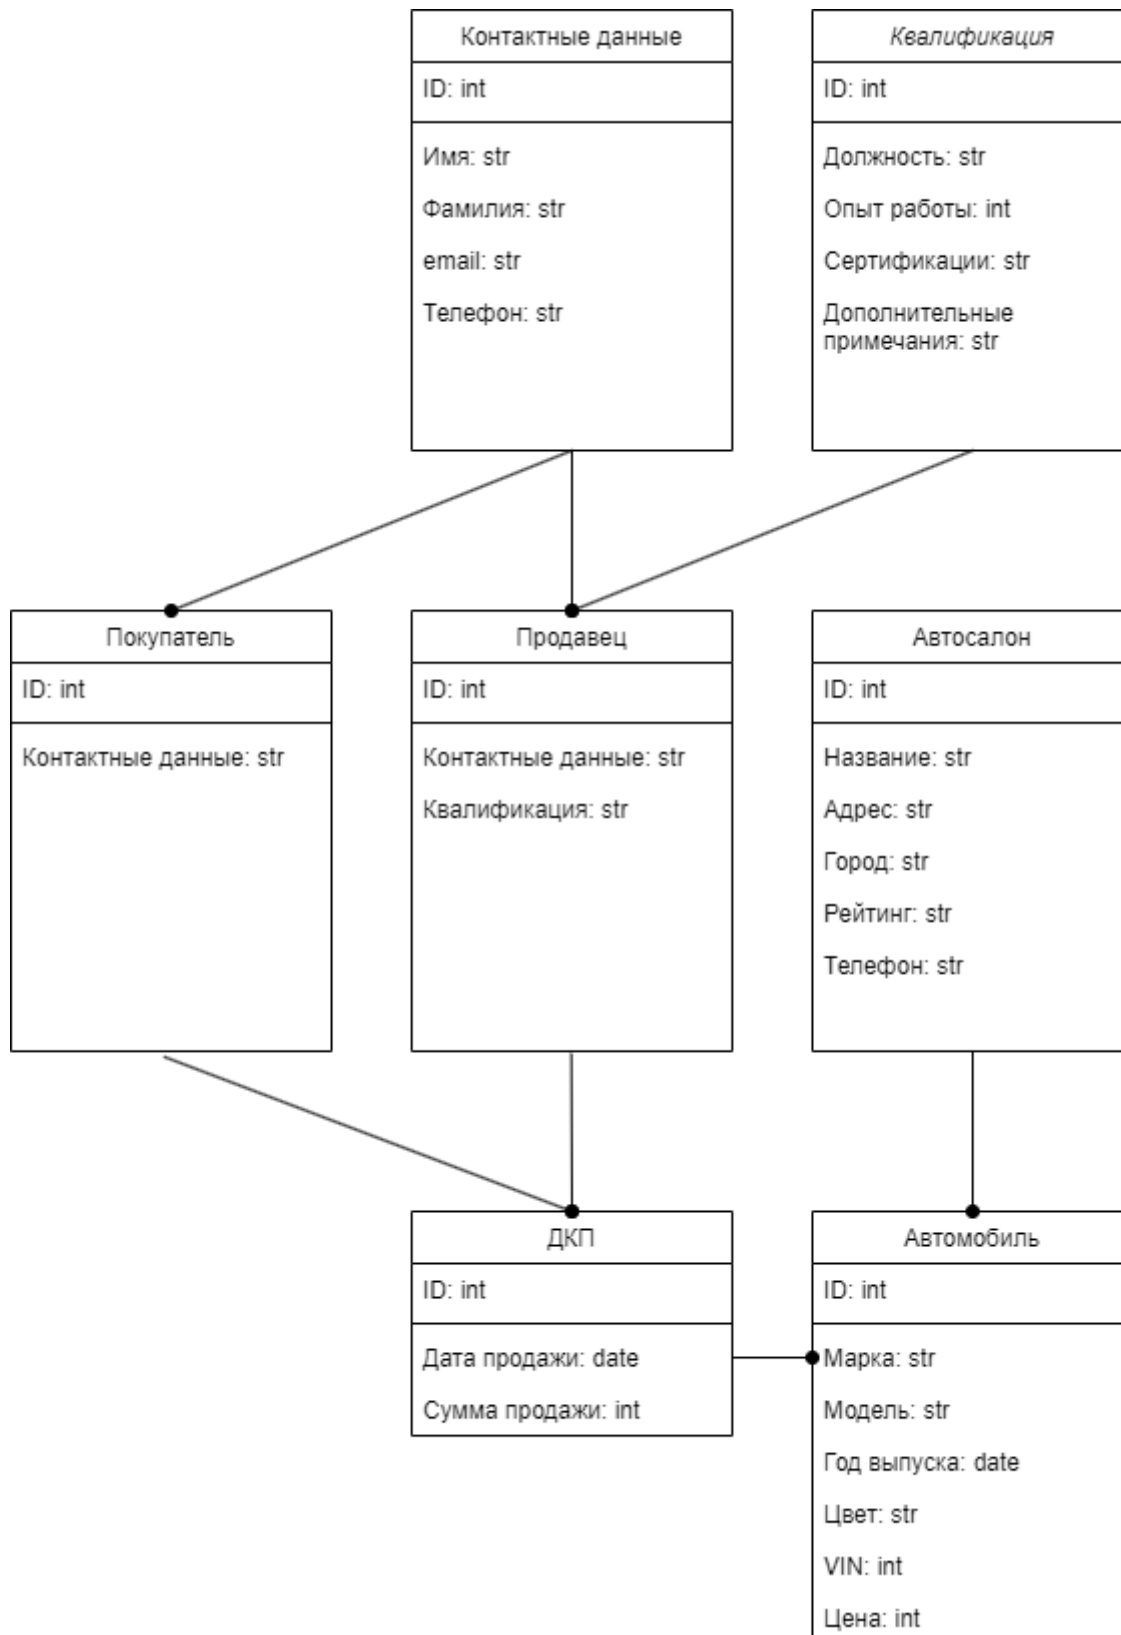 Контактные данные
ID: int
Имя: str
Фамилия: str
email: str
Телефон: str
Квалификация
ID: int
Должность: str
Опыт работы: int
Сертификации: str
Дополнительные
примечания: str
Покупатель
ID: int
Контактные данные: str
Продавец
ID: int
Контактные данные: str
Квалификация: str
Автосалон
ID: int
Название: str
Адрес: str
Город: str
Рейтинг: str
Телефон: str
ДКП
ID: int
Дата продажи: date
Сумма продажи: int
Автомобиль
ID: int
Марка: str
Модель: str
Год выпуска: date
Цвет: str
VIN: int
Цена: int